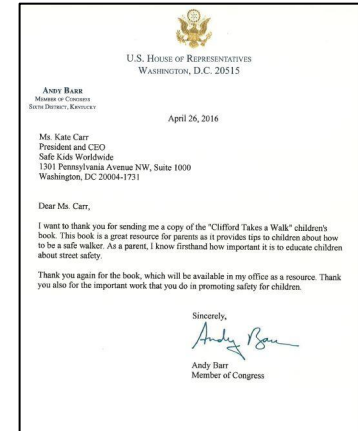 U.S. HOUSE OF REPRESENTATIVES
WASHINGTON, D.C. 20515
ANDY BARR
MEMBER OF CONGRESS
SIXTH DISTRICT, KENTUCKY
April 26, 2016
Ms. Kate Carr
President and CEO
Safe Kids Worldwide
1301 Pennsylvania Avenue NW, Suite 1000
Washington, DC 20004-1731
Dear Ms. Carr,
I want to thank you for sending me a copy of the "Clifford Takes a Walk" children's
book. This book is a great resource for parents as it provides tips to children about how
to be a safe walker. As a parent, I know firsthand how important it is to educate children
about street safety.
Thank you again for the book, which will be available in my office as a resource. Thank
you also for the important work that you do in promoting safety for children.
Sincerely,
Andy Barr
Andy Barr
Member of Congress